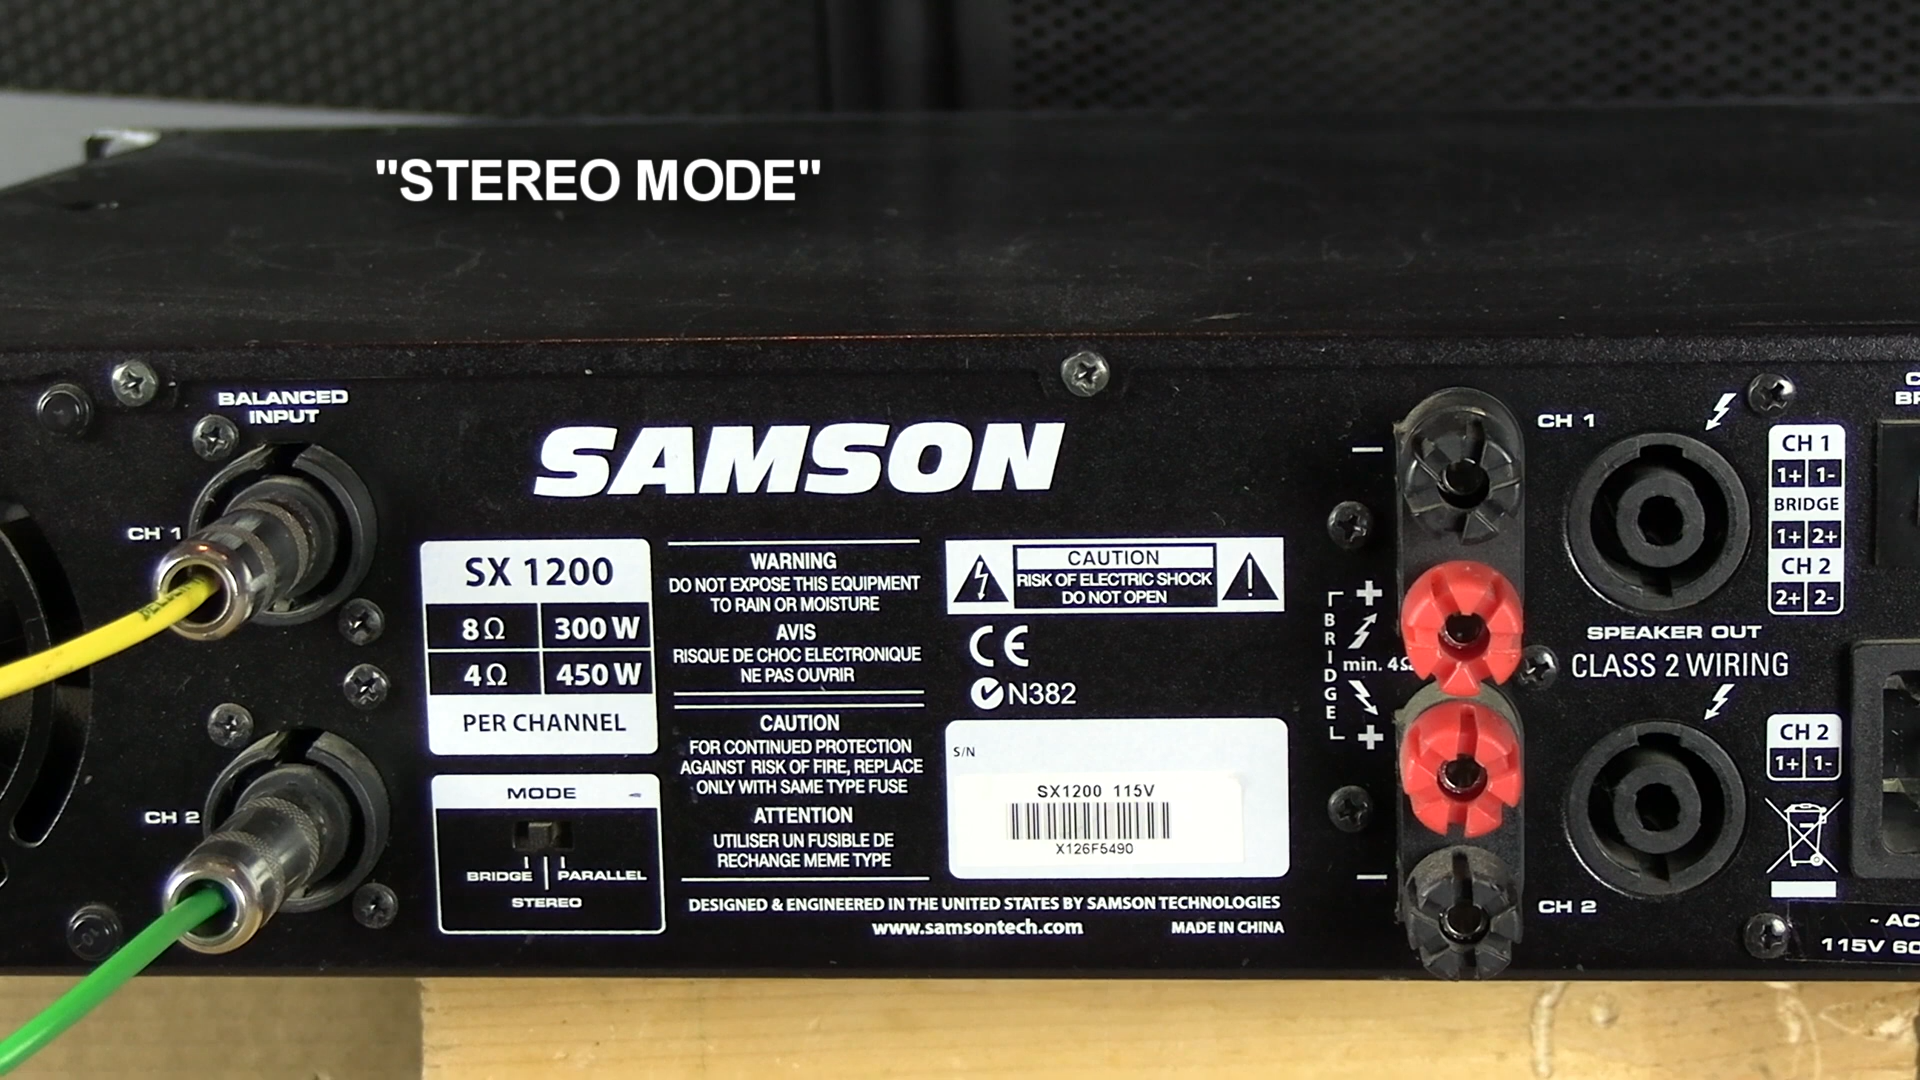 "STEREO MODE"
BALANCED
INPUT
CH 1
BELDEN
CH 2
SAMSON
SX 1200
8Ω 300 W
4Ω 450 W
PER CHANNEL
MODE
BRIDGE PARALLEL
STEREO
WARNING
DO NOT EXPOSE THIS EQUIPMENT
TO RAIN OR MOISTURE
AVIS
RISQUE DE CHOC ELECTRONIQUE
NE PAS OUVRIR
CAUTION
FOR CONTINUED PROTECTION
AGAINST RISK OF FIRE, REPLACE
ONLY WITH SAME TYPE FUSE
ATTENTION
UTILISER UN FUSIBLE DE
RECHANGE MEME TYPE
CAUTION
RISK OF ELECTRIC SHOCK
DO NOT OPEN
CE
N382
S/N
SX1200 115V
X126F5490
DESIGNED & ENGINEERED IN THE UNITED STATES BY SAMSON TECHNOLOGIES
www.samsontech.com MADE IN CHINA
–
+
BRIDGE
min. 4Ω
+
–
CH 1
SPEAKER OUT
CLASS 2 WIRING
CH 2
CH 1
1+ 1-
BRIDGE
1+ 2+
CH 2
2+ 2-
CH 2
1+ 1-
~ AC
115V 60